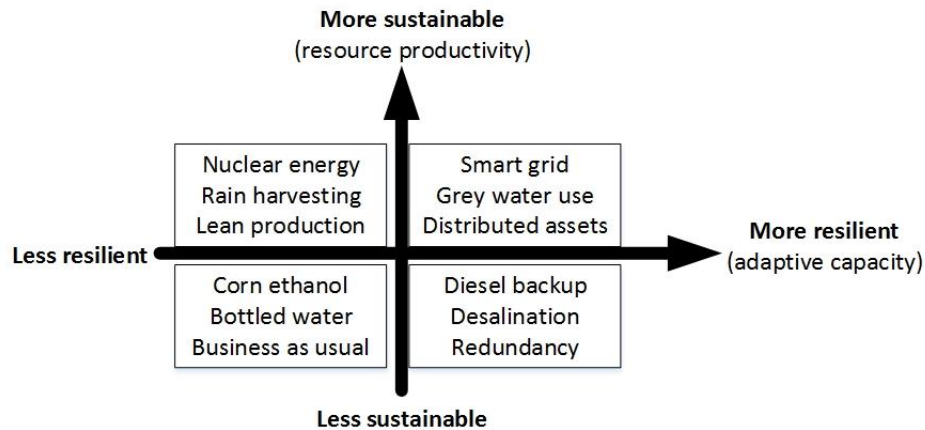 More sustainable
(resource productivity)
Nuclear energy
Rain harvesting
Lean production
Smart grid
Grey water use
Distributed assets
Less resilient
More resilient
(adaptive capacity)
Corn ethanol
Bottled water
Business as usual
Diesel backup
Desalination
Redundancy
Less sustainable